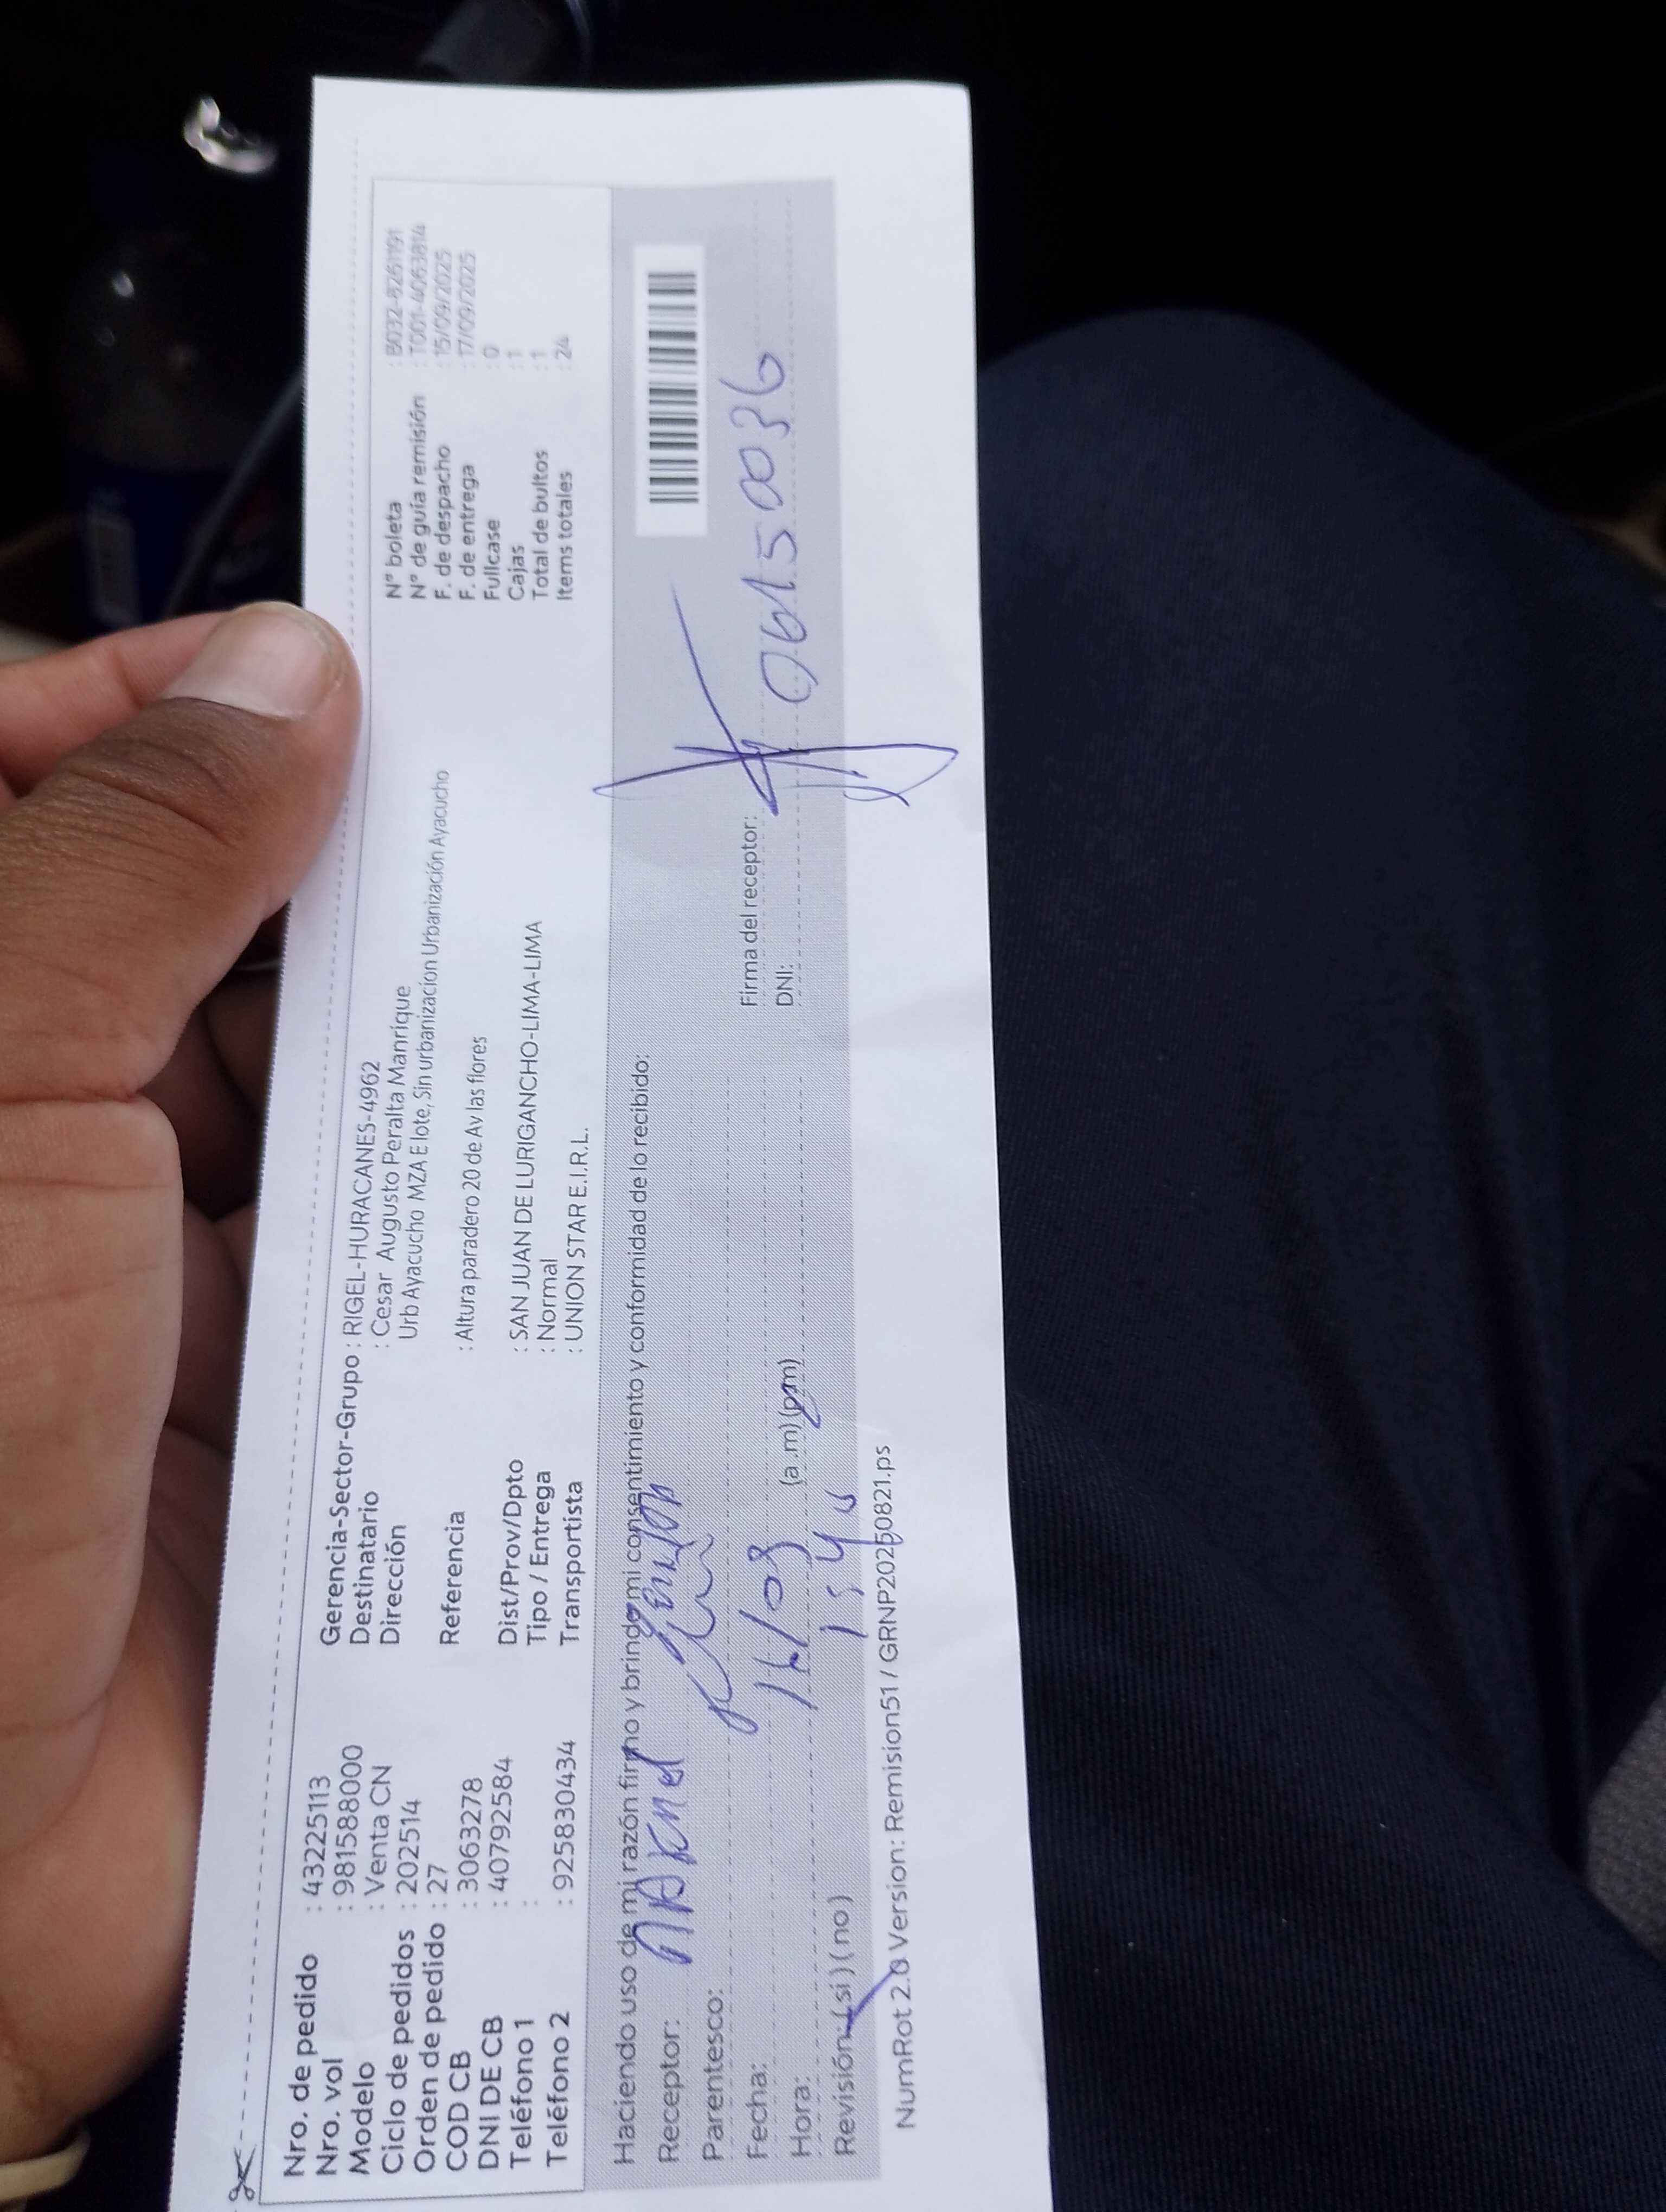 Nro. de pedido : 43225113
Nro. vol : 981588000
Modelo : Venta CN
Ciclo de pedidos : 202514
Orden de pedido : 27
COD CB : 3063278
DNI DE CB : 40792584
Teléfono 1 :
Teléfono 2 : 925830434
Gerencia-Sector-Grupo : RIGEL-HURACANES-4962
Destinatario : Cesar Augusto Peralta Manrique
Dirección Urb Ayacucho MZA E lote, Sin urbanizacion Urbanización Ayacucho
Referencia : Altura paradero 20 de Av las flores
Dist/Prov/Dpto : SAN JUAN DE LURIGANCHO-LIMA-LIMA
Tipo / Entrega : Normal
Transportista : UNION STAR E.I.R.L.
N° boleta : B032-8261191
N° de guía remisión : T001-4063814
F. de despacho : 15/09/2025
F. de entrega : 17/09/2025
Fullcase : 0
Cajas : 1
Total de bultos : 1
Items totales : 24
Haciendo uso de mi razón firmo y brindo mi consentimiento y conformidad de lo recibido:
Receptor:
Parentesco:
Fecha: 16/09
Hora: (a.m) (pm)
Revisión (si) (no)
Firma del receptor:
DNI: 06150036
NumRot 2.0 Version: Remision51 / GRNP20250821.ps